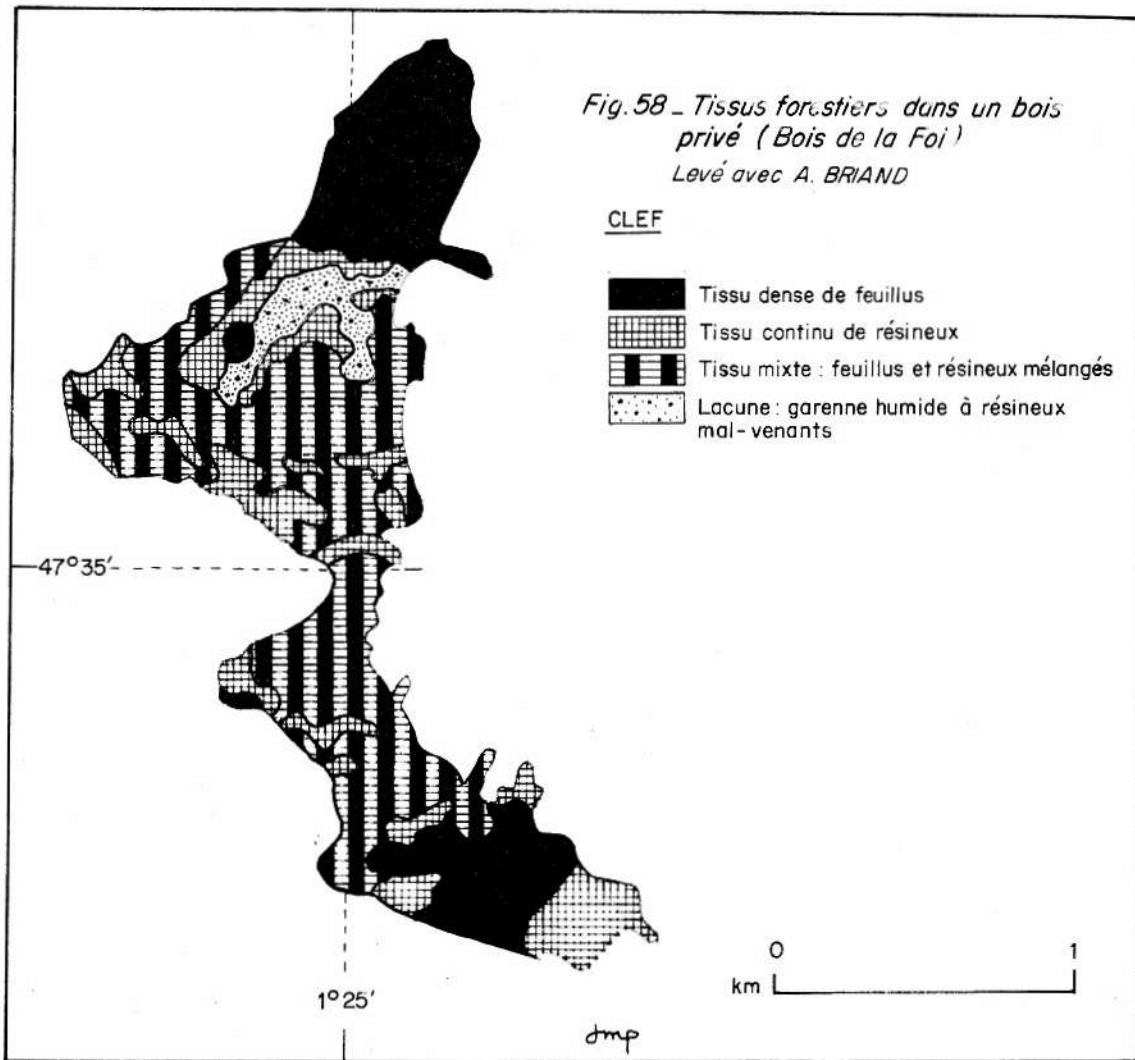 Fig. 58 _ Tissus forestiers dans un bois
privé ( Bois de la Foi )
Levé avec A. BRIAND
CLEF
Tissu dense de feuillus
Tissu continu de résineux
Tissu mixte : feuillus et résineux mélangés
Lacune : garenne humide à résineux
mal-venants
47°35'
0 1
km
1°25'